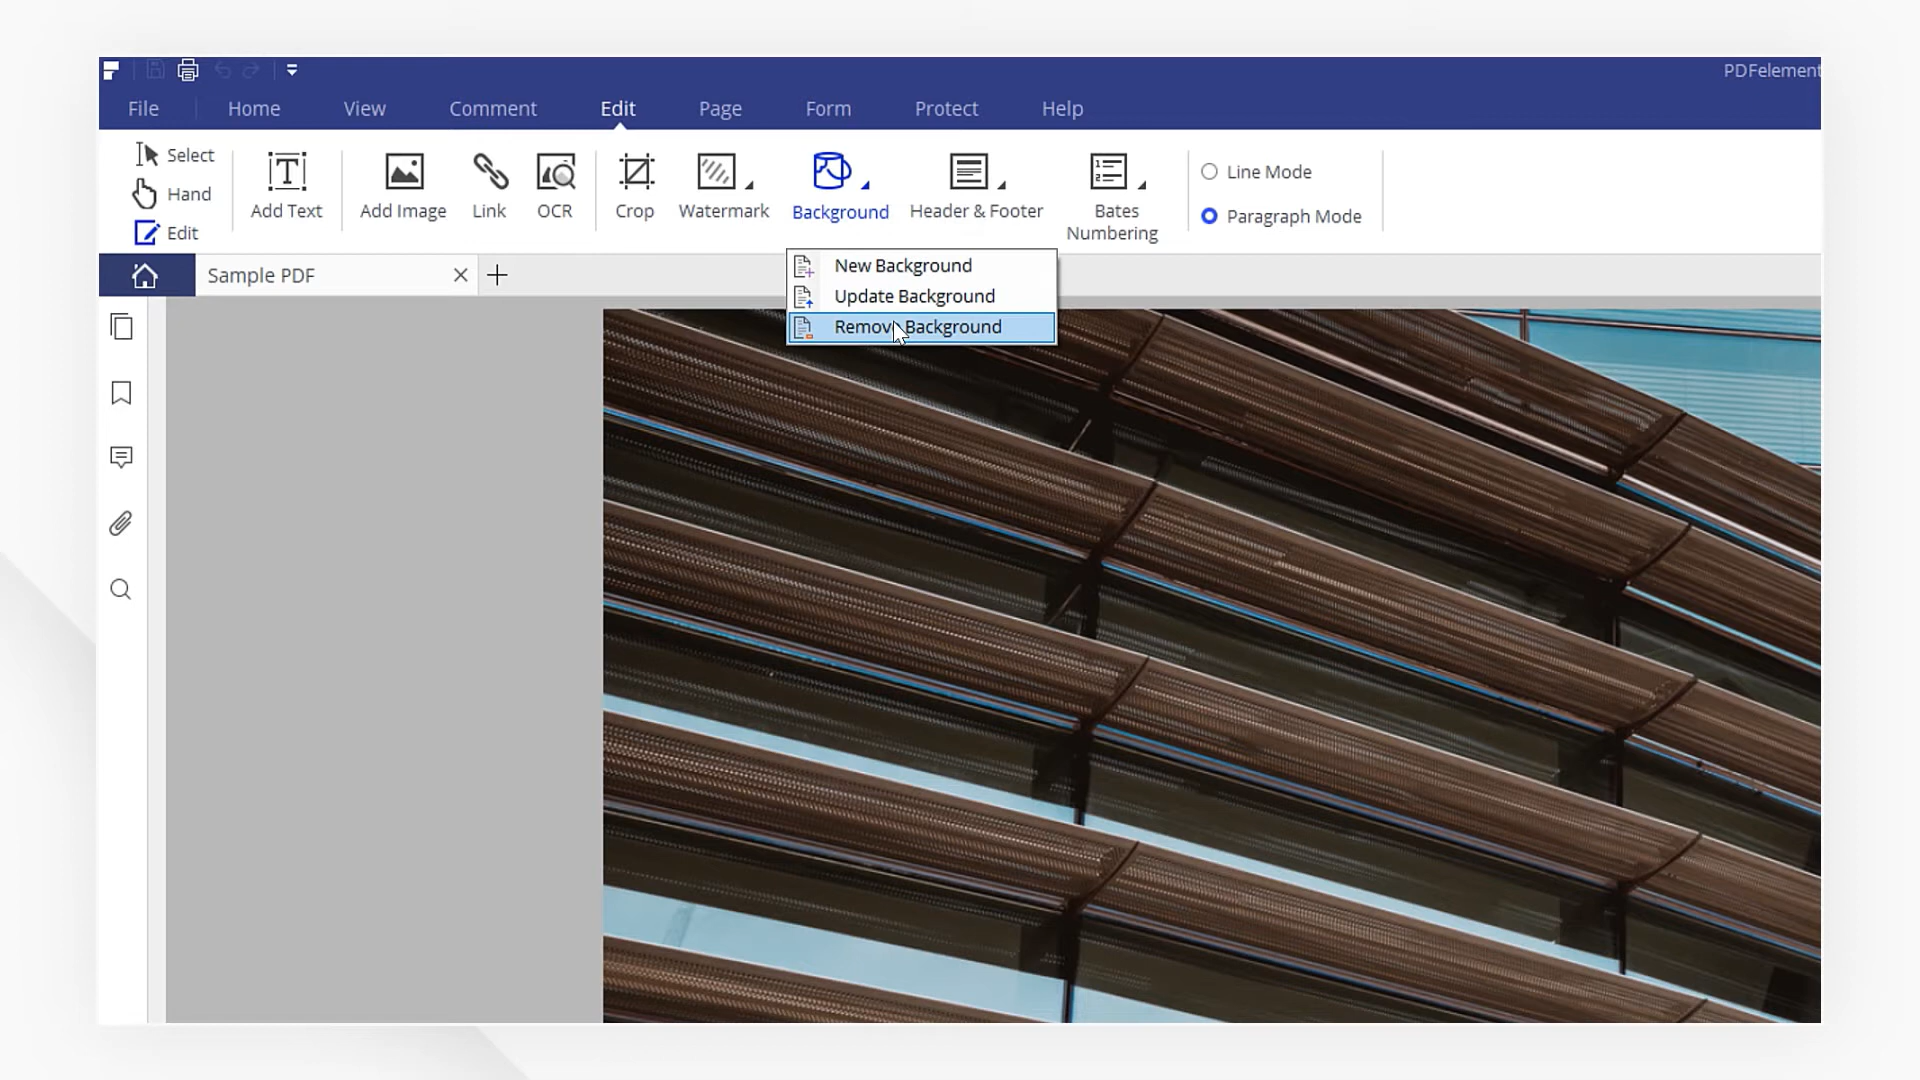 PDFelement
File Home View Comment Edit Page Form Protect Help
Select
Hand
Edit
Add Text Add Image Link OCR Crop Watermark Background Header & Footer Bates Numbering
Line Mode
Paragraph Mode
Sample PDF
New Background
Update Background
Remove Background